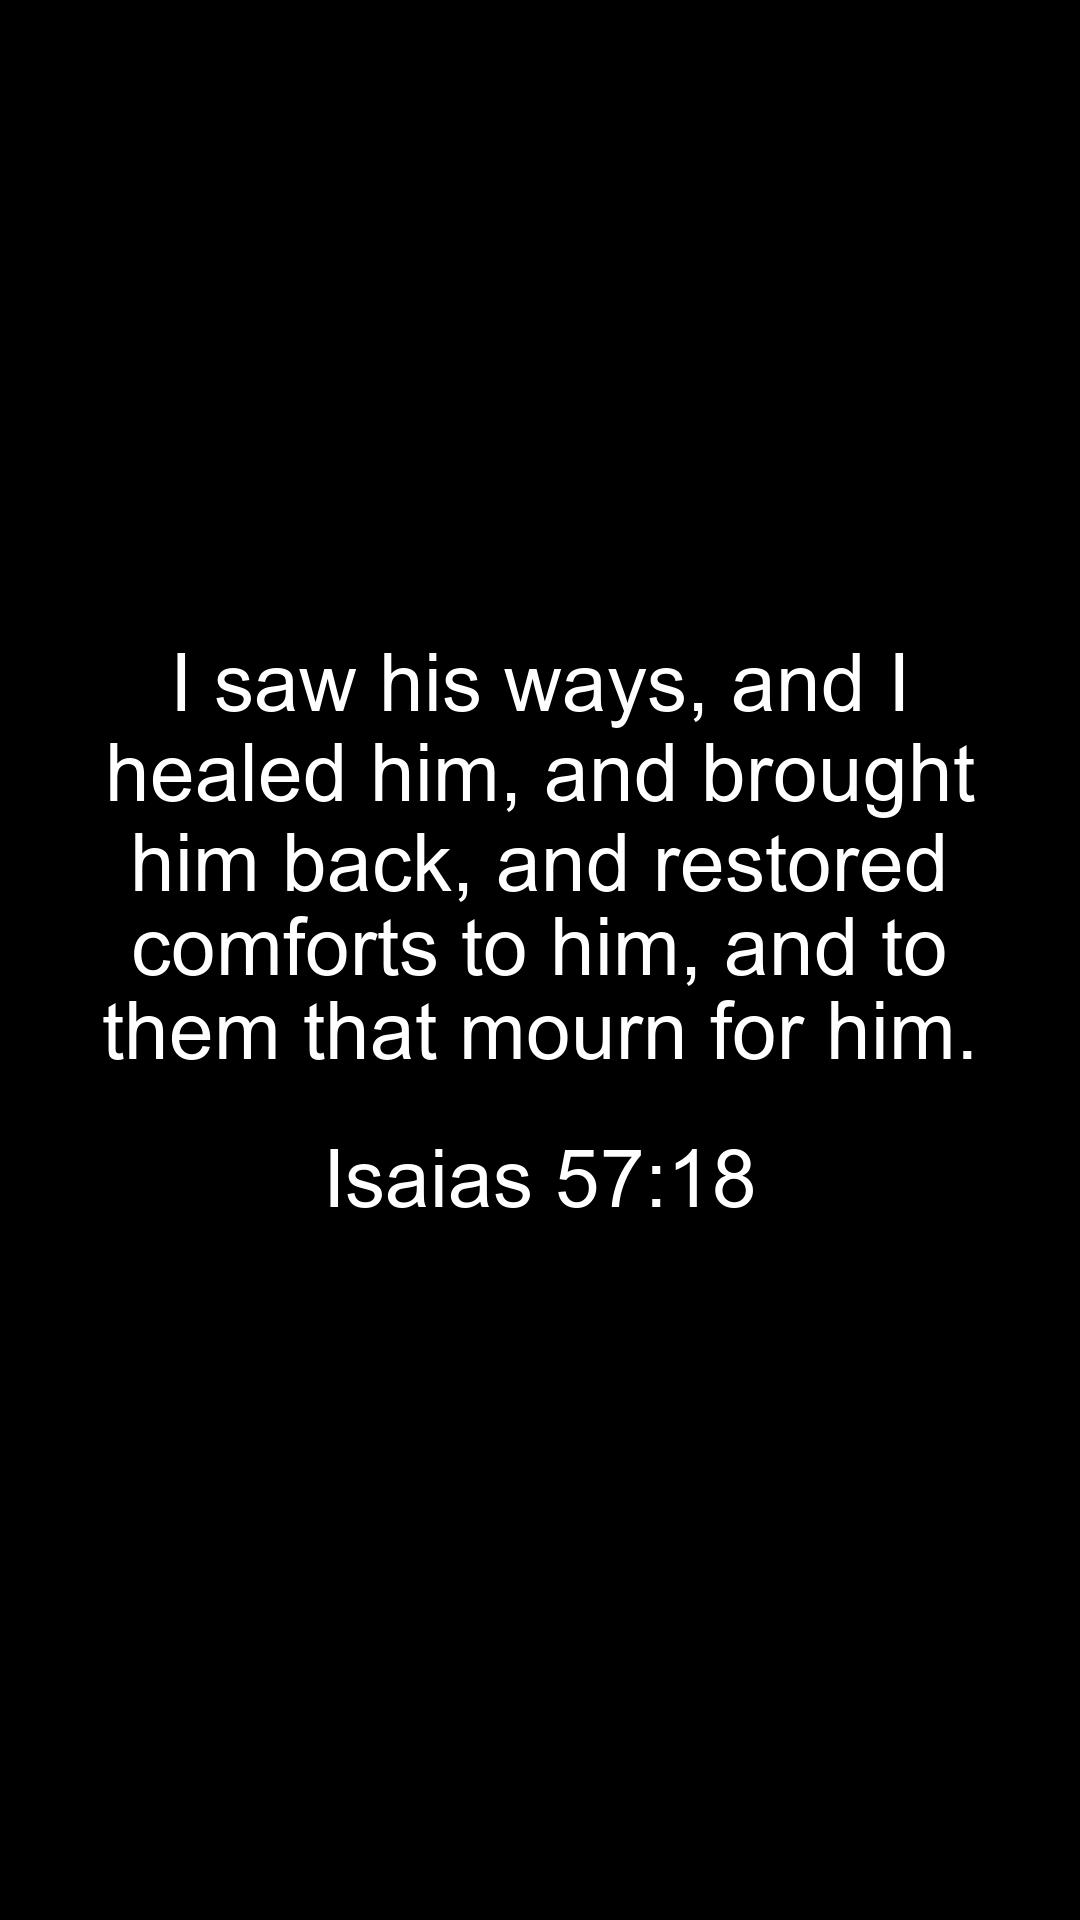 I saw his ways, and I
healed him, and brought
him back, and restored
comforts to him, and to
them that mourn for him.
Isaias 57:18